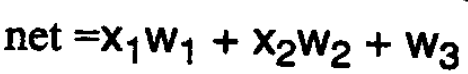 net =x₁w₁ + x₂w₂ + w₃